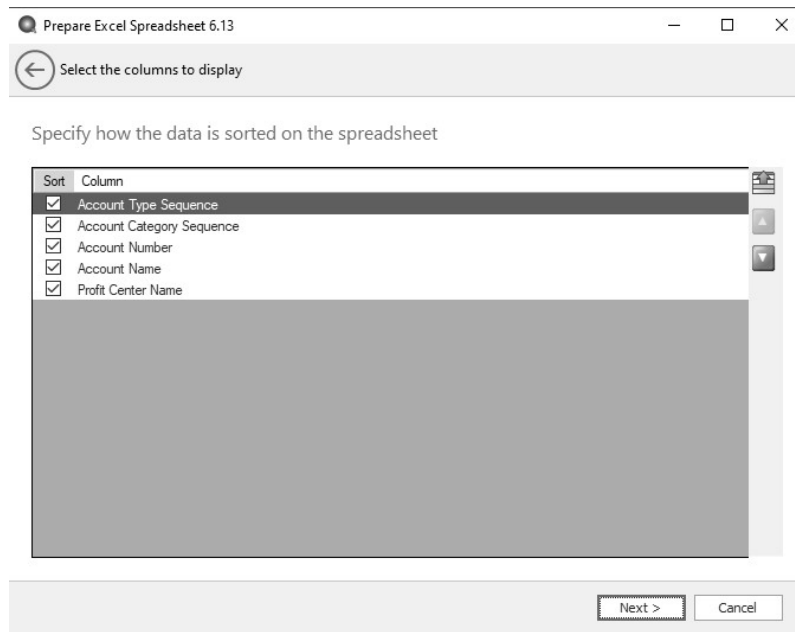 Prepare Excel Spreadsheet 6.13
Select the columns to display
Specify how the data is sorted on the spreadsheet
Sort Column
Account Type Sequence
Account Category Sequence
Account Number
Account Name
Profit Center Name
Next > Cancel